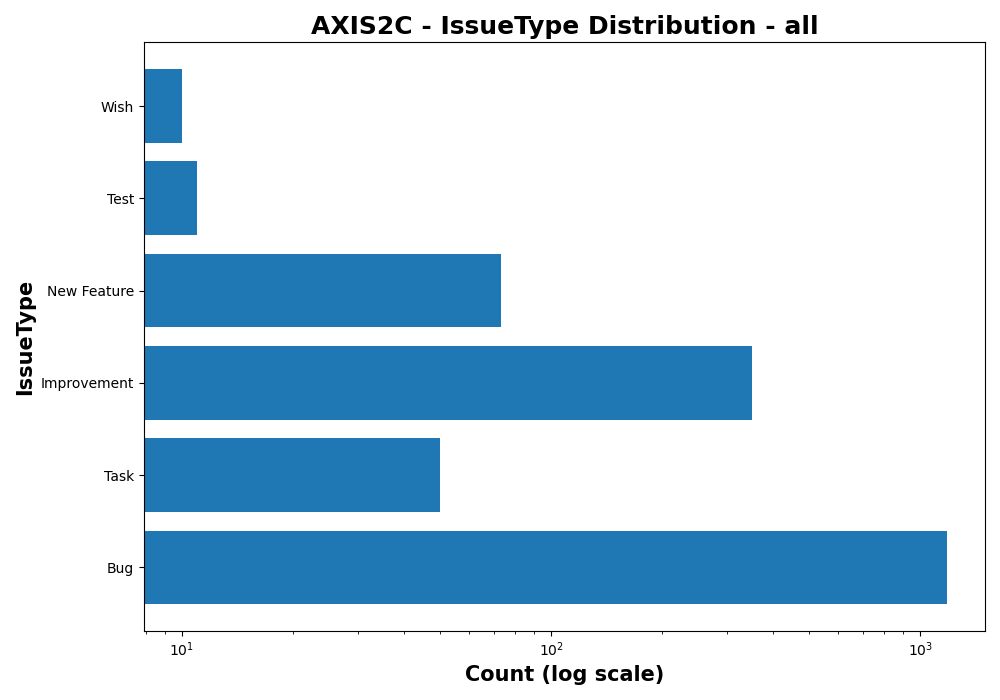 AXIS2C - IssueType Distribution - all
IssueType
Wish
Test
New Feature
Improvement
Task
Bug
10¹ 10² 10³
Count (log scale)